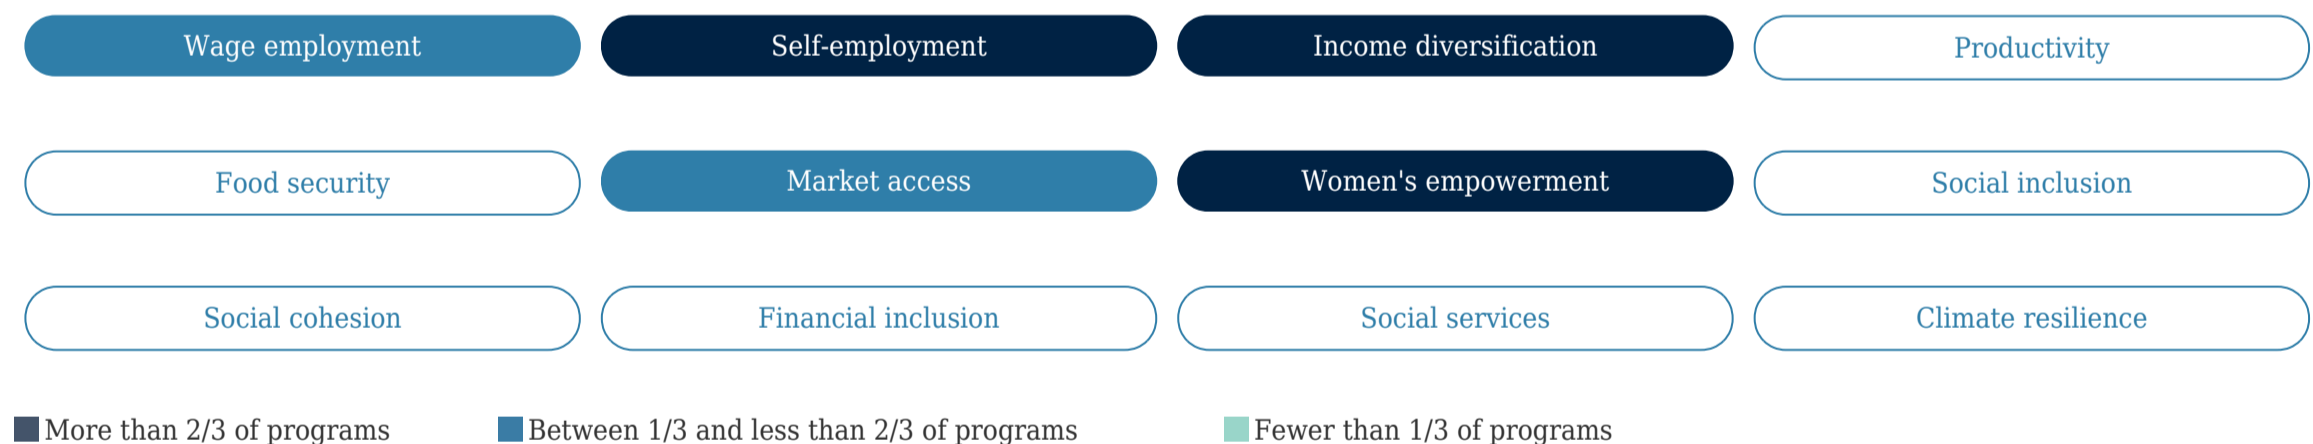 Wage employment
Self-employment
Income diversification
Productivity
Food security
Market access
Women's empowerment
Social inclusion
Social cohesion
Financial inclusion
Social services
Climate resilience
More than 2/3 of programs
Between 1/3 and less than 2/3 of programs
Fewer than 1/3 of programs